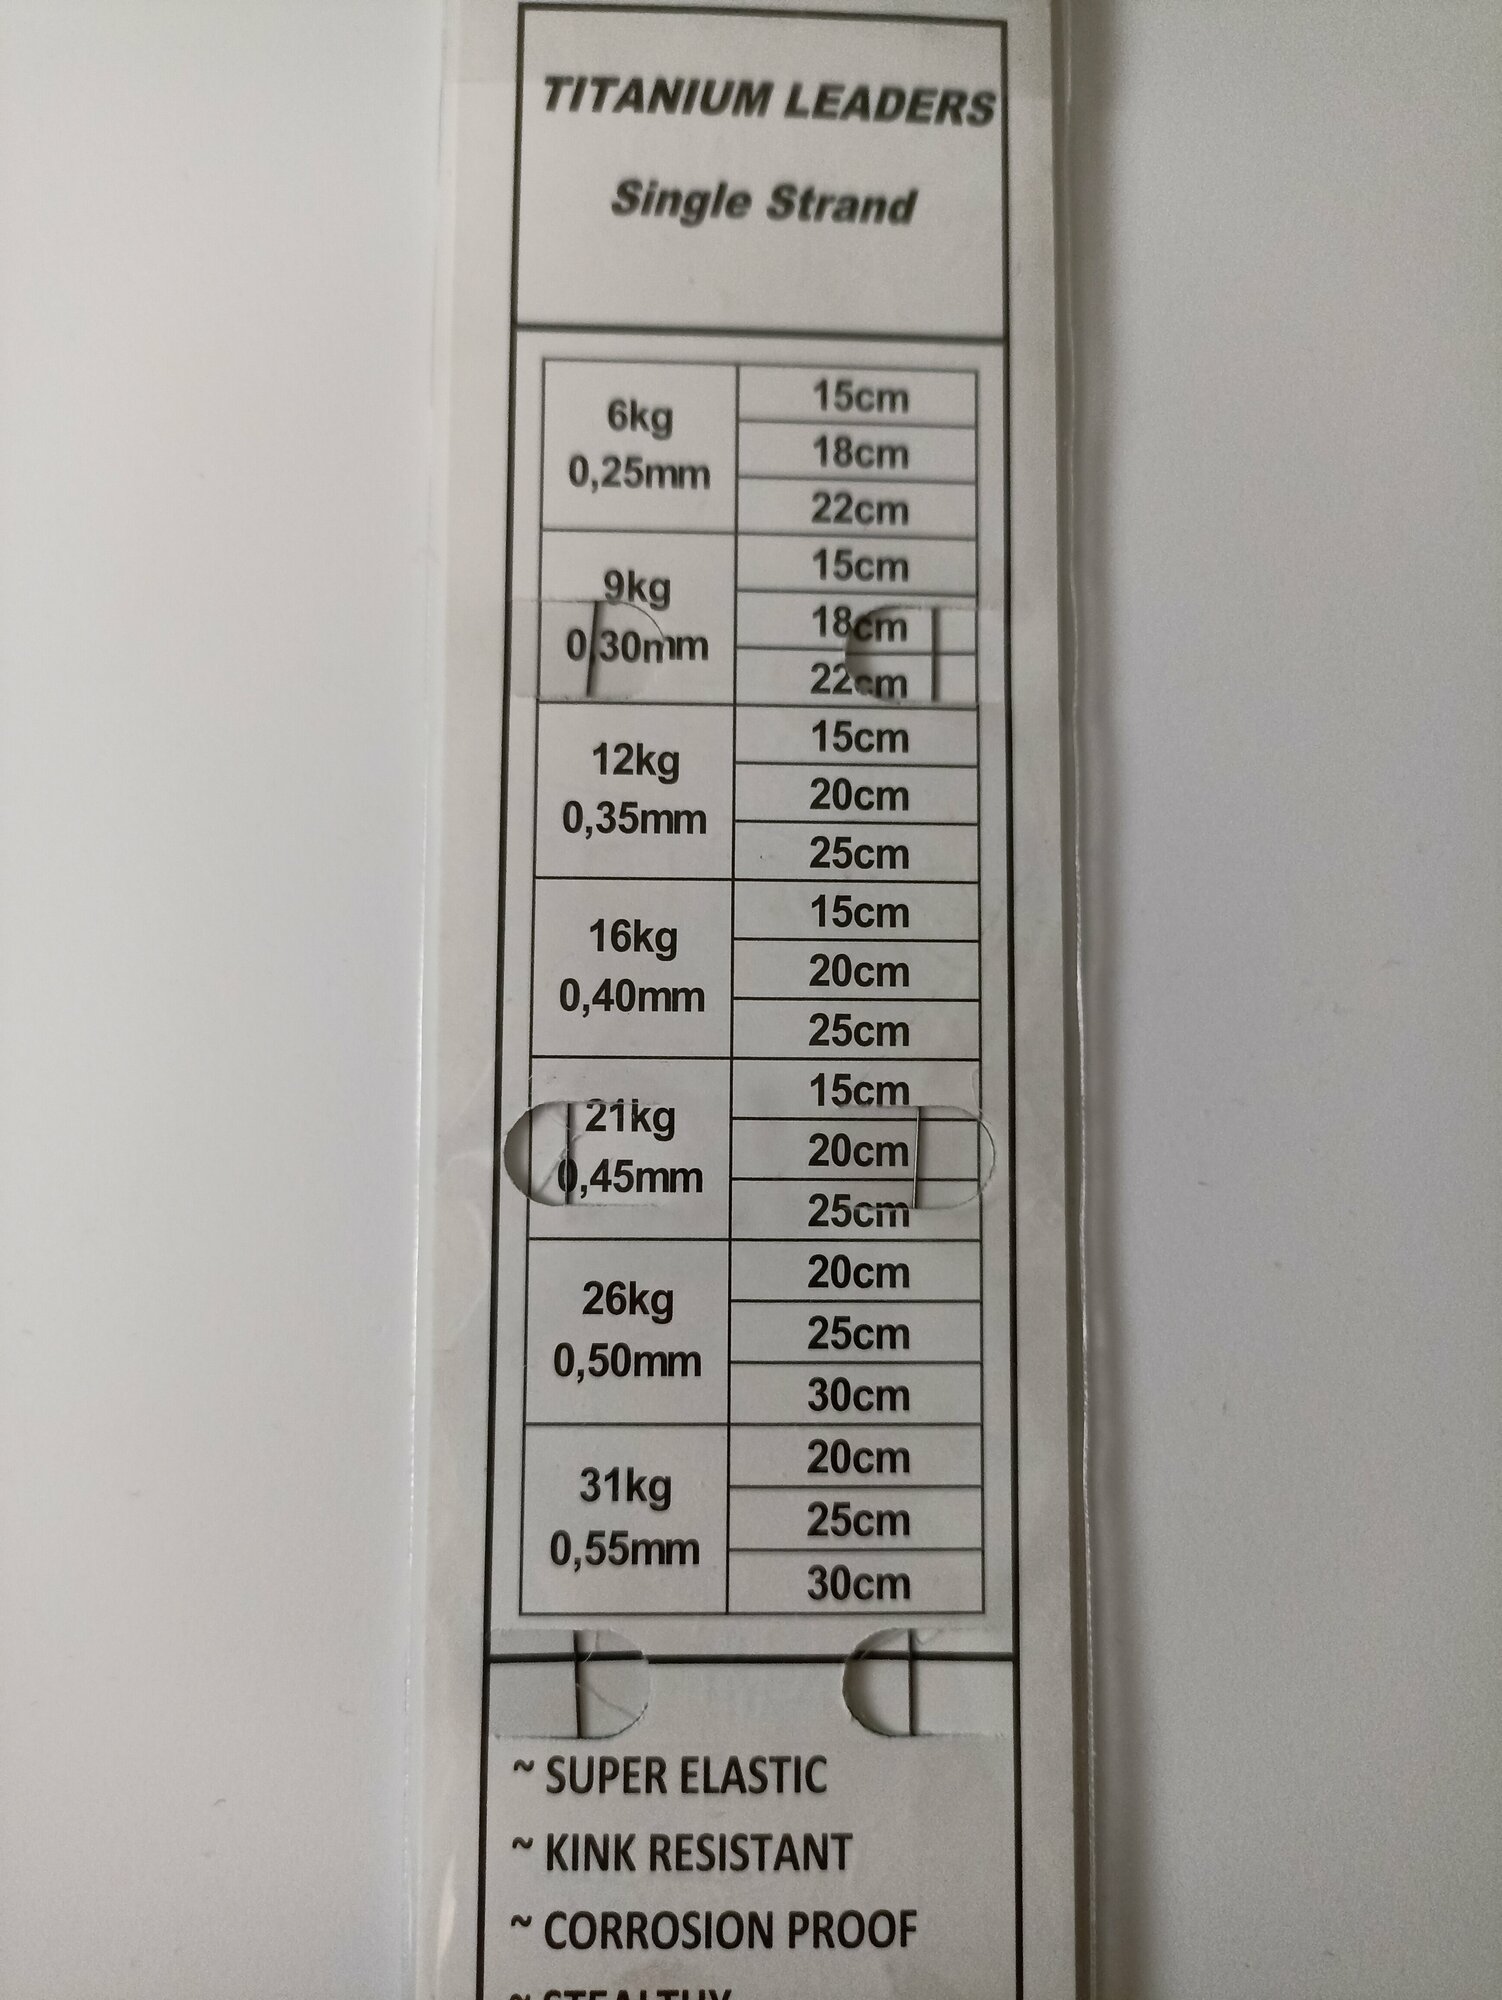 TITANIUM LEADERS
Single Strand
6kg
0,25mm
15cm
18cm
22cm
9kg
0,30mm
15cm
18cm
22cm
12kg
0,35mm
15cm
20cm
25cm
16kg
0,40mm
15cm
20cm
25cm
21kg
0,45mm
15cm
20cm
25cm
26kg
0,50mm
20cm
25cm
30cm
31kg
0,55mm
20cm
25cm
30cm
~ SUPER ELASTIC
~ KINK RESISTANT
~ CORROSION PROOF
~ STEALTHY